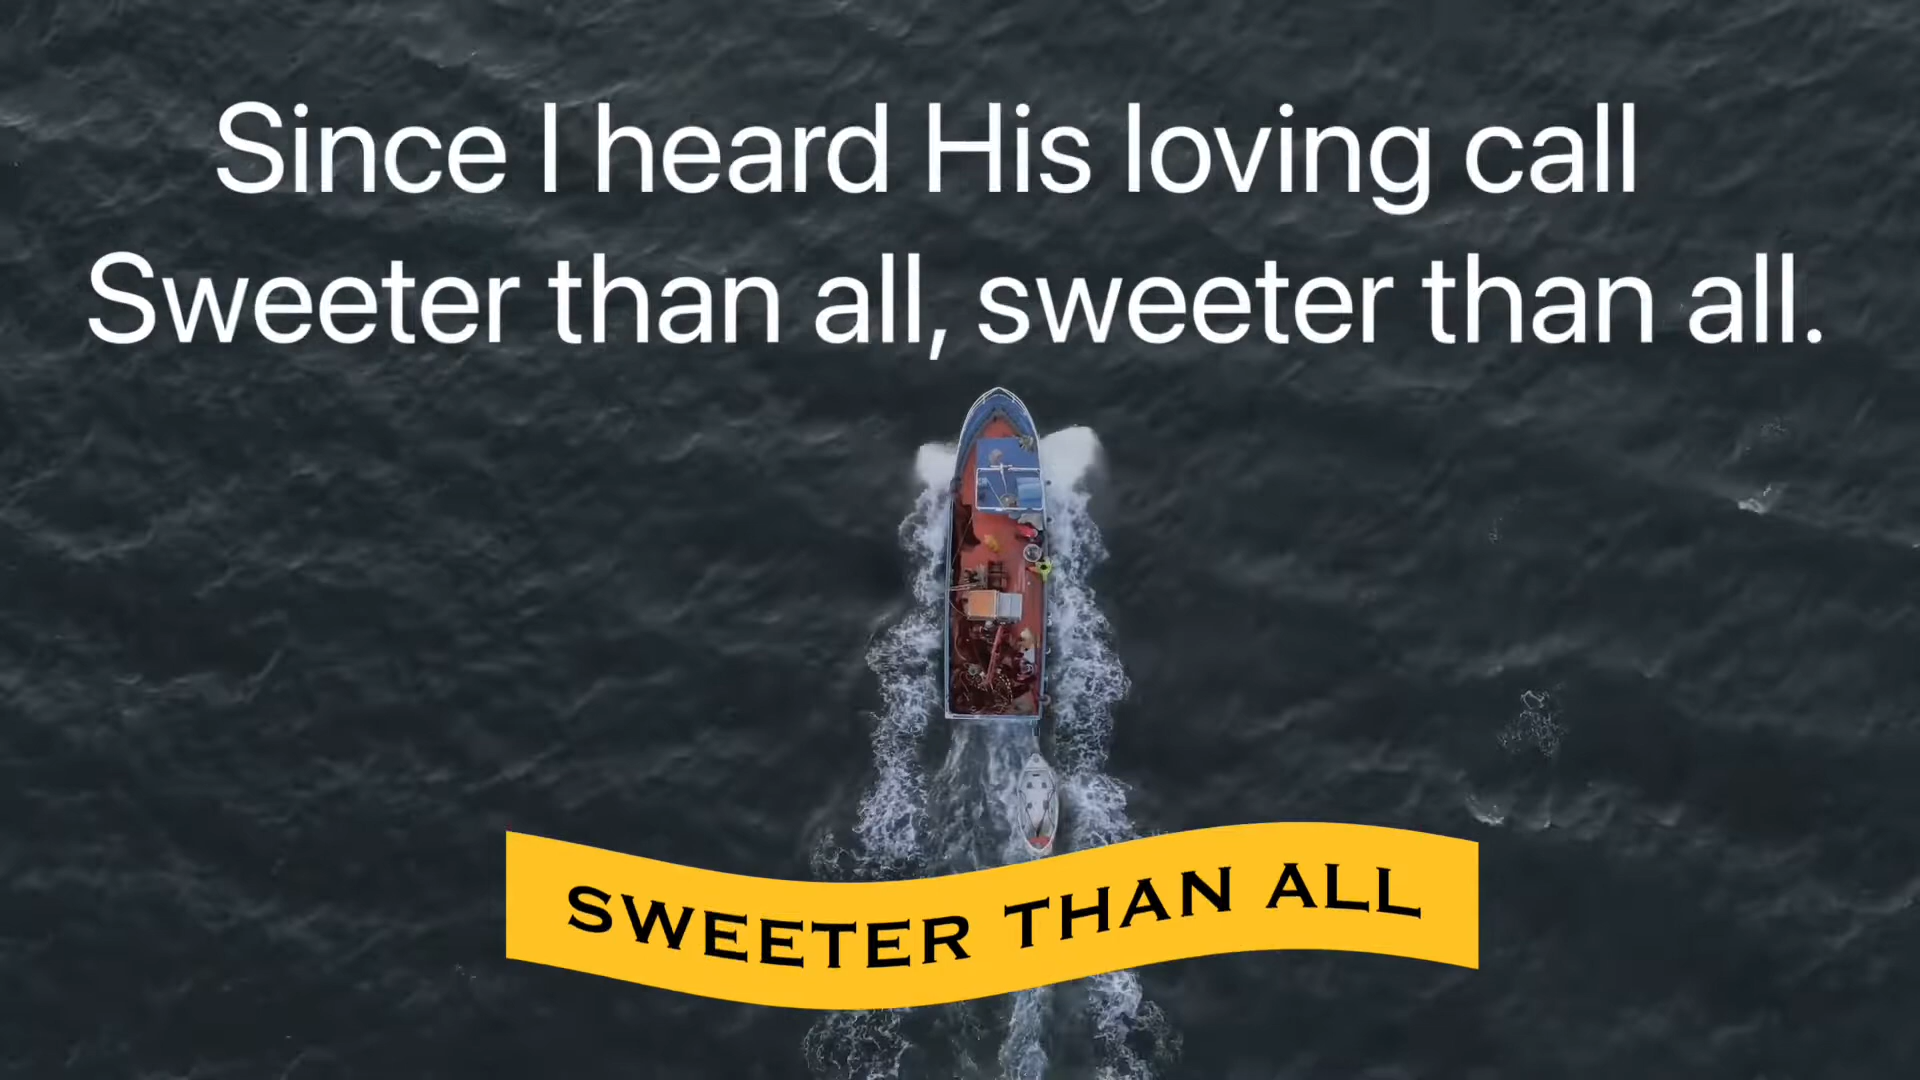 Since I heard His loving call
Sweeter than all, sweeter than all.
SWEETER THAN ALL